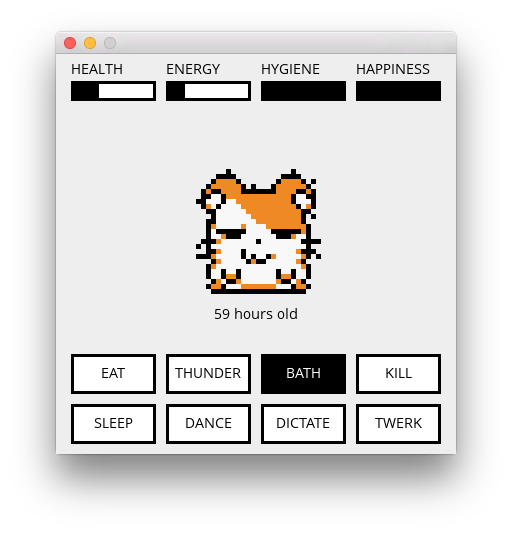 HEALTH ENERGY HYGIENE HAPPINESS
59 hours old
EAT THUNDER BATH KILL
SLEEP DANCE DICTATE TWERK